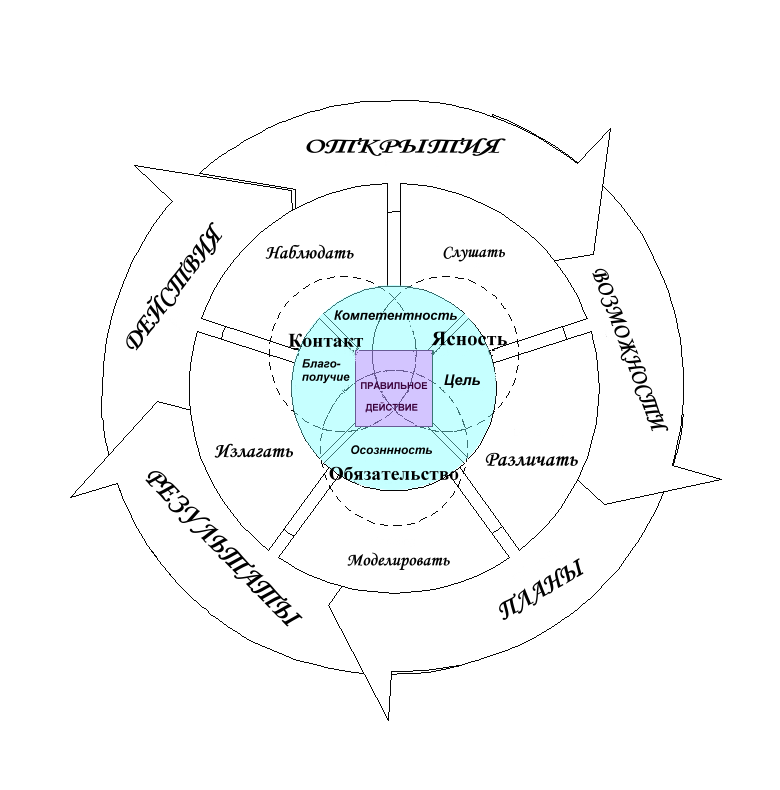 ОТКРЫТИЯ
ВОЗМОЖНОСТИ
ПЛАНЫ
РЕЗУЛЬТАТЫ
ДЕЙСТВИЯ
Наблюдать
Слушать
Различать
Моделировать
Излагать
Компетентность
Контакт
Ясность
Благо-
получие
Цель
ПРАВИЛЬНОЕ
ДЕЙСТВИЕ
Осозннность
Обязательство